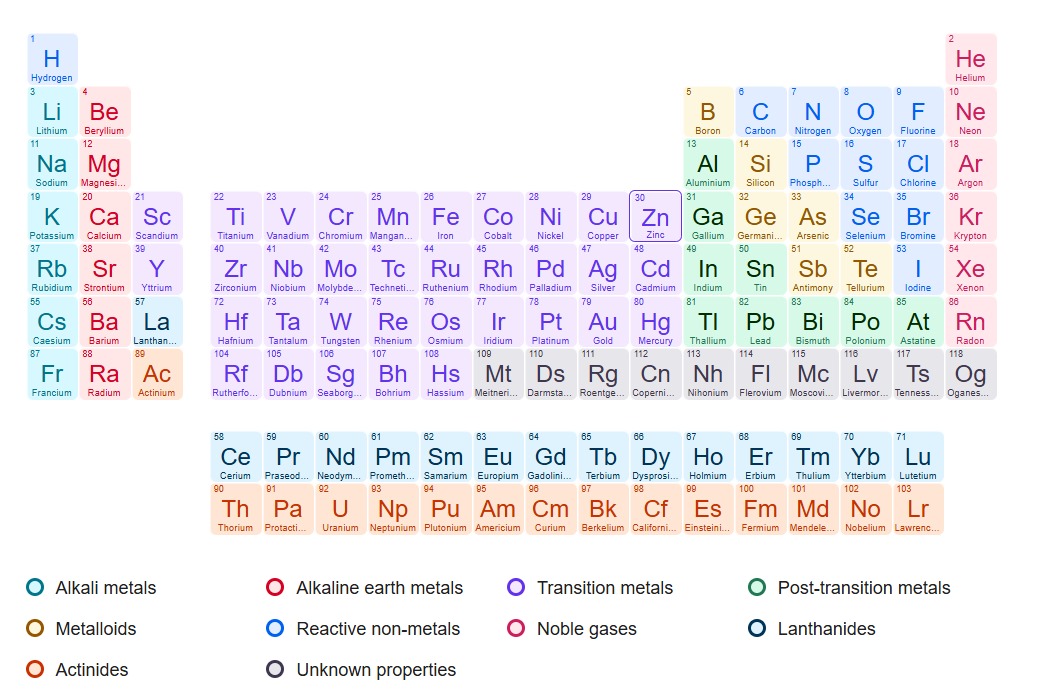 1 2
H He
Hydrogen Helium
3 4 5 6 7 8 9 10
Li Be B C N O F Ne
Lithium Beryllium Boron Carbon Nitrogen Oxygen Fluorine Neon
11 12 13 14 15 16 17 18
Na Mg Al Si P S Cl Ar
Sodium Magnesi... Aluminium Silicon Phosph... Sulfur Chlorine Argon
19 20 21 22 23 24 25 26 27 28 29 30 31 32 33 34 35 36
K Ca Sc Ti V Cr Mn Fe Co Ni Cu Zn Ga Ge As Se Br Kr
Potassium Calcium Scandium Titanium Vanadium Chromium Mangan... Iron Cobalt Nickel Copper Zinc Gallium Germani... Arsenic Selenium Bromine Krypton
37 38 39 40 41 42 43 44 45 46 47 48 49 50 51 52 53 54
Rb Sr Y Zr Nb Mo Tc Ru Rh Pd Ag Cd In Sn Sb Te I Xe
Rubidium Strontium Yttrium Zirconium Niobium Molybde... Techneti... Ruthenium Rhodium Palladium Silver Cadmium Indium Tin Antimony Tellurium Iodine Xenon
55 56 57 72 73 74 75 76 77 78 79 80 81 82 83 84 85 86
Cs Ba La Hf Ta W Re Os Ir Pt Au Hg Tl Pb Bi Po At Rn
Caesium Barium Lanthan... Hafnium Tantalum Tungsten Rhenium Osmium Iridium Platinum Gold Mercury Thallium Lead Bismuth Polonium Astatine Radon
87 88 89 104 105 106 107 108 109 110 111 112 113 114 115 116 117 118
Fr Ra Ac Rf Db Sg Bh Hs Mt Ds Rg Cn Nh Fl Mc Lv Ts Og
Francium Radium Actinium Rutherfo... Dubnium Seaborg... Bohrium Hassium Meitneri... Darmsta... Roentge... Coperni... Nihonium Flerovium Moscovi... Livermor... Tenness... Oganes...
58 59 60 61 62 63 64 65 66 67 68 69 70 71
Ce Pr Nd Pm Sm Eu Gd Tb Dy Ho Er Tm Yb Lu
Cerium Praseod... Neodym... Prometh... Samarium Europium Gadolini... Terbium Dysprosi... Holmium Erbium Thulium Ytterbium Lutetium
90 91 92 93 94 95 96 97 98 99 100 101 102 103
Th Pa U Np Pu Am Cm Bk Cf Es Fm Md No Lr
Thorium Protacti... Uranium Neptunium Plutonium Americium Curium Berkelium Californi... Einsteini... Fermium Mendele... Nobelium Lawrenc...
Alkali metals Alkaline earth metals Transition metals Post-transition metals
Metalloids Reactive non-metals Noble gases Lanthanides
Actinides Unknown properties